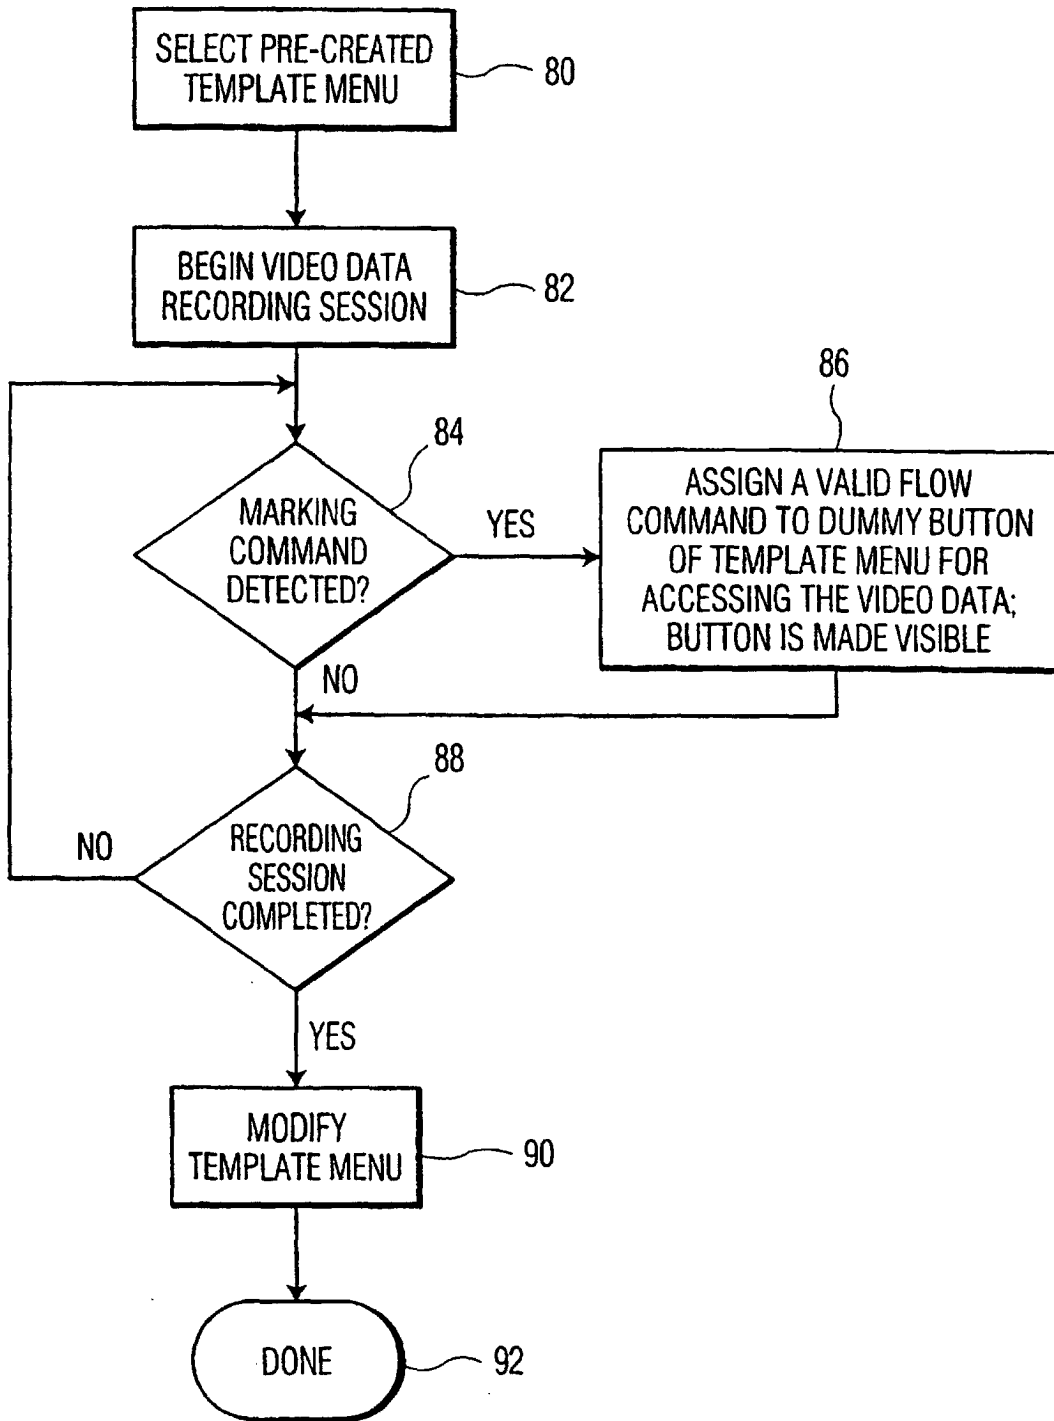 SELECT PRE-CREATED
TEMPLATE MENU
80
BEGIN VIDEO DATA
RECORDING SESSION
82
84
MARKING
COMMAND
DETECTED?
YES
NO
86
ASSIGN A VALID FLOW
COMMAND TO DUMMY BUTTON
OF TEMPLATE MENU FOR
ACCESSING THE VIDEO DATA;
BUTTON IS MADE VISIBLE
88
RECORDING
SESSION
COMPLETED?
NO
YES
MODIFY
TEMPLATE MENU
90
DONE
92